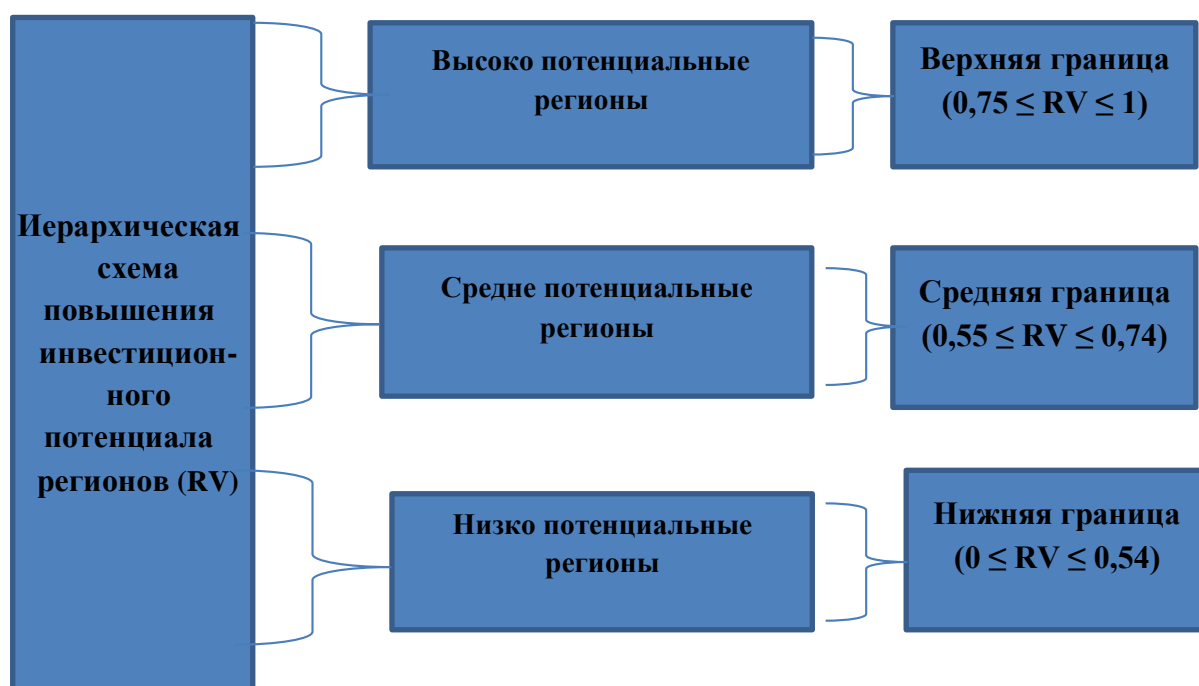 Иерархическая
схема
повышения
инвестицион-
ного
потенциала
регионов (RV)
Высоко потенциальные
регионы
Верхняя граница
(0,75 ≤ RV ≤ 1)
Средне потенциальные
регионы
Средняя граница
(0,55 ≤ RV ≤ 0,74)
Низко потенциальные
регионы
Нижняя граница
(0 ≤ RV ≤ 0,54)